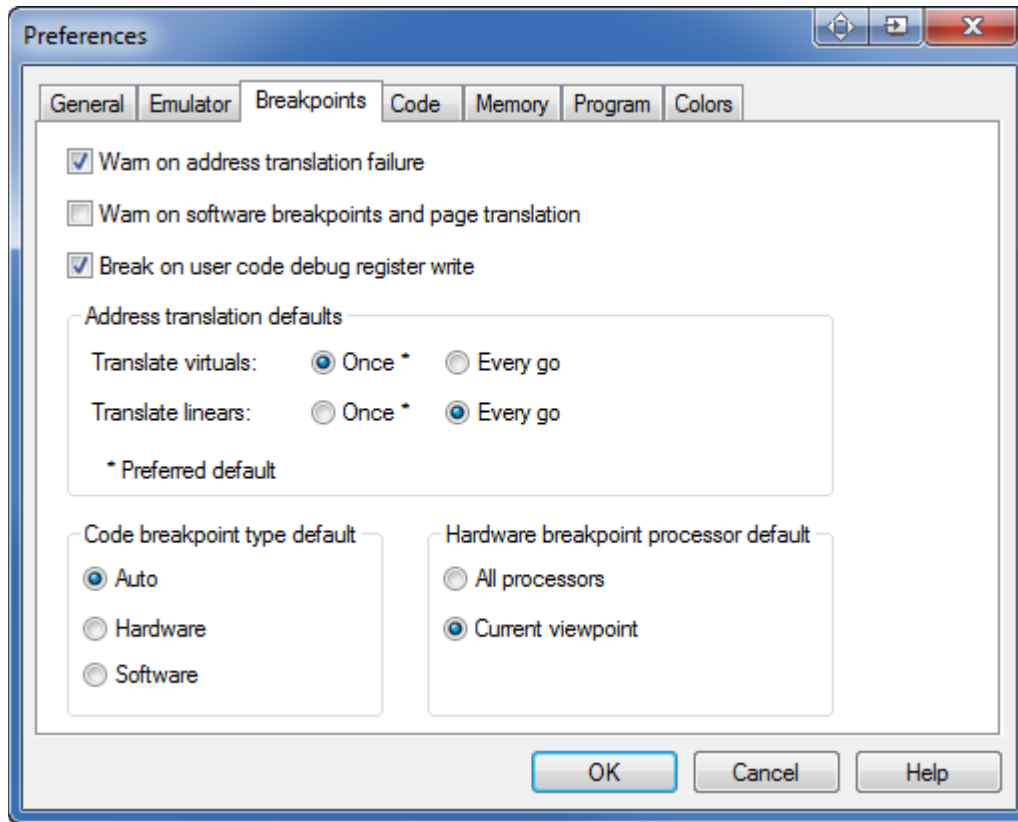 Preferences
General Emulator Breakpoints Code Memory Program Colors
Warn on address translation failure
Warn on software breakpoints and page translation
Break on user code debug register write
Address translation defaults
Translate virtuals: Once * Every go
Translate linears: Once * Every go
* Preferred default
Code breakpoint type default Hardware breakpoint processor default
Auto All processors
Hardware Current viewpoint
Software
OK Cancel Help